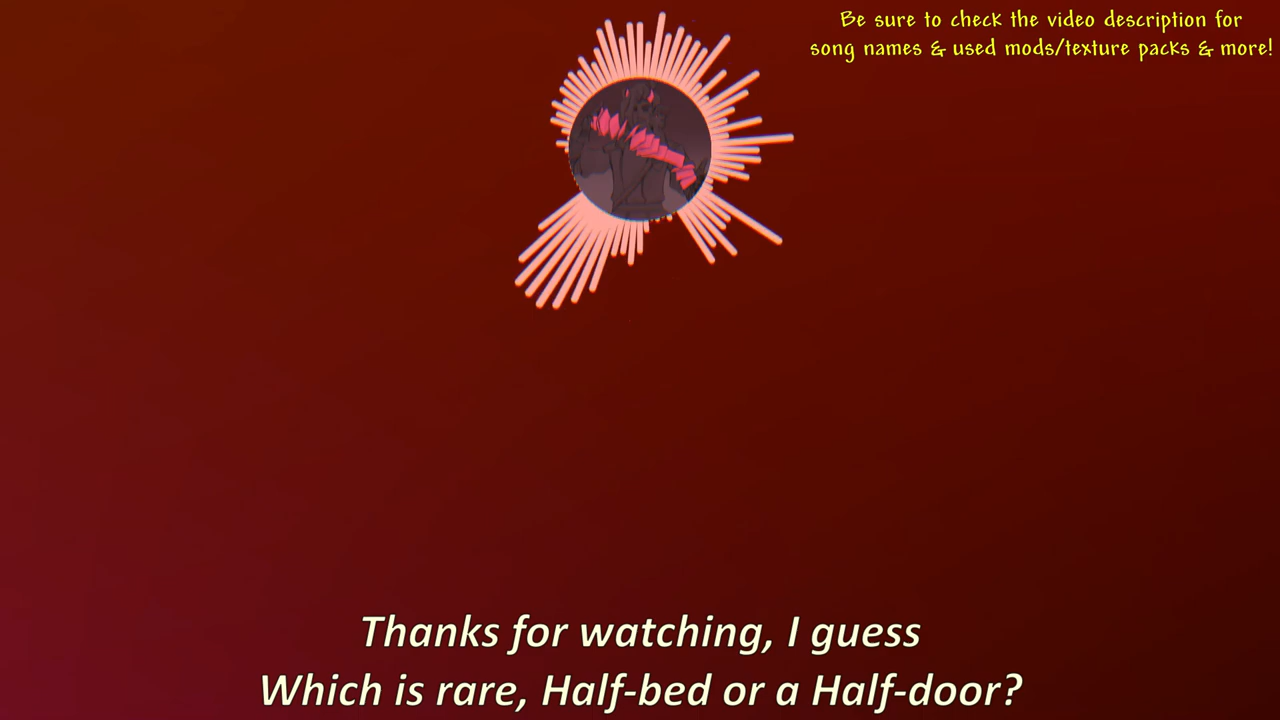 Be sure to check the video description for
song names & used mods/texture packs & more!
Thanks for watching, I guess
Which is rare, Half-bed or a Half-door?